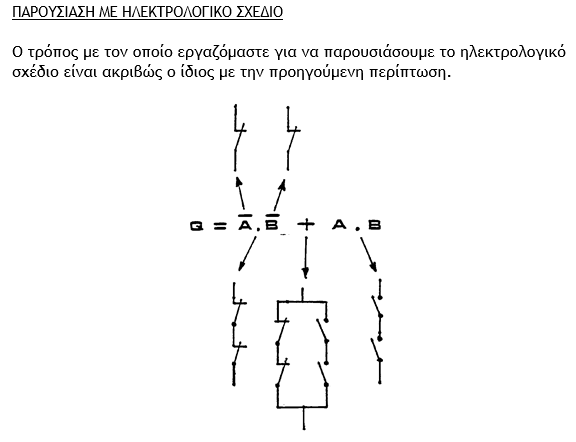 ΠΑΡΟΥΣΙΑΣΗ ΜΕ ΗΛΕΚΤΡΟΛΟΓΙΚΟ ΣΧΕΔΙΟ
Ο τρόπος με τον οποίο εργαζόμαστε για να παρουσιάσουμε το ηλεκτρολογικό
σχέδιο είναι ακριβώς ο ίδιος με την προηγούμενη περίπτωση.
Q = A̅.B̅ + A . B